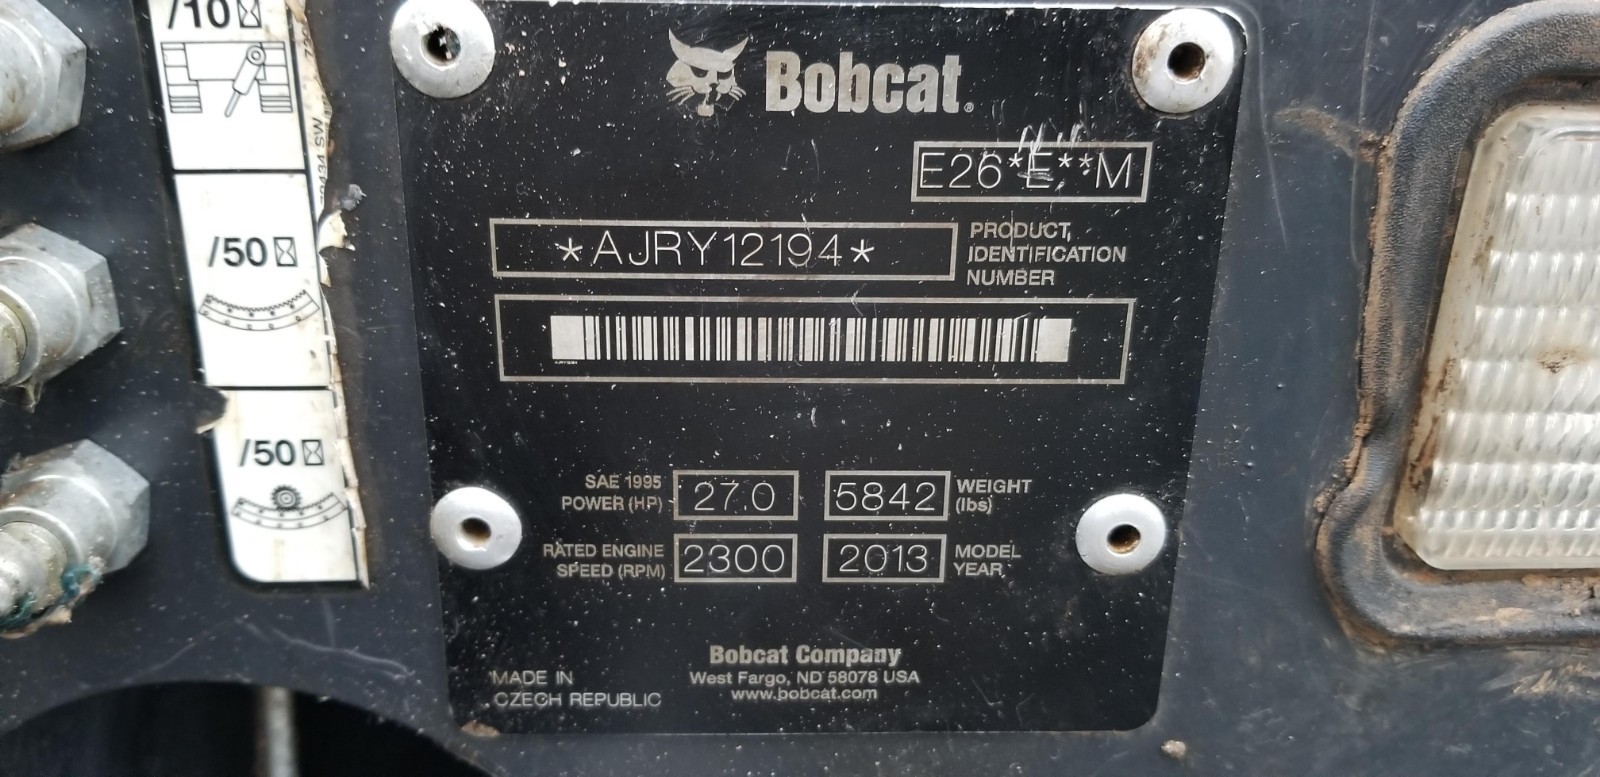 /10
/50
/50
Bobcat®
E26*E**M
*AJRY12194*
PRODUCT
IDENTIFICATION
NUMBER
SAE 1995
POWER (HP)
27.0
5842
WEIGHT
(lbs)
RATED ENGINE
SPEED (RPM)
2300
2013
MODEL
YEAR
Bobcat Company
West Fargo, ND 58078 USA
www.bobcat.com
MADE IN
CZECH REPUBLIC